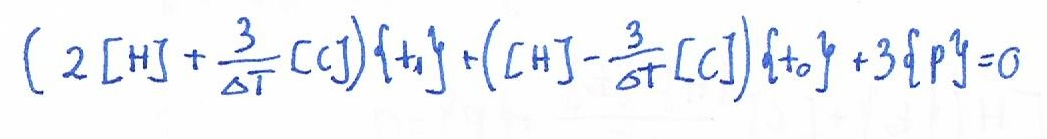 (2[H] + 3/ΔT [C]){t₁} + ([H] - 3/ΔT [C]){t₀} + 3{P} = 0